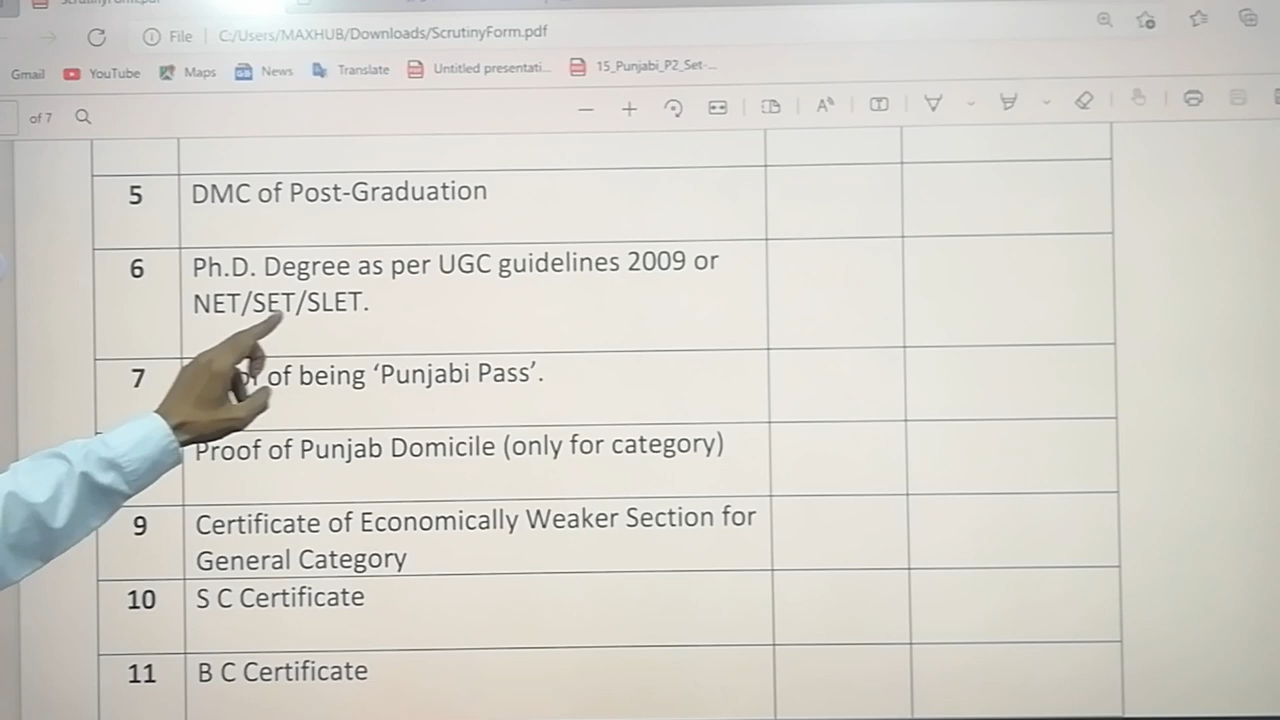 File | C:/Users/MAXHUB/Downloads/ScrutinyForm.pdf
Gmail YouTube Maps News Translate Untitled presentati... 15_Punjabi_P2_Set-...
of 7
5 DMC of Post-Graduation
6 Ph.D. Degree as per UGC guidelines 2009 or
NET/SET/SLET.
7 of being ‘Punjabi Pass’.
Proof of Punjab Domicile (only for category)
9 Certificate of Economically Weaker Section for
General Category
10 S C Certificate
11 B C Certificate